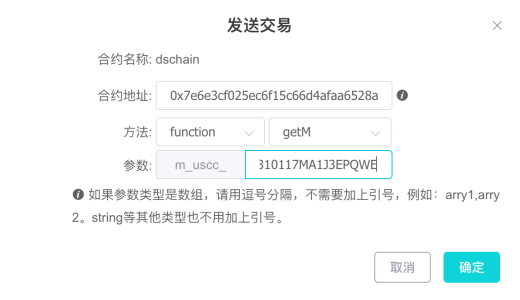 发送交易
合约名称: dschain
合约地址: 0x7e6e3cf025ec6f15c66d4afaa6528a
方法: function getM
参数: m_uscc_ 310117MA1J3EPQWE
如果参数类型是数组，请用逗号分隔，不需要加上引号，例如：arry1,arry
2。string等其他类型也不用加上引号。
取消 确定